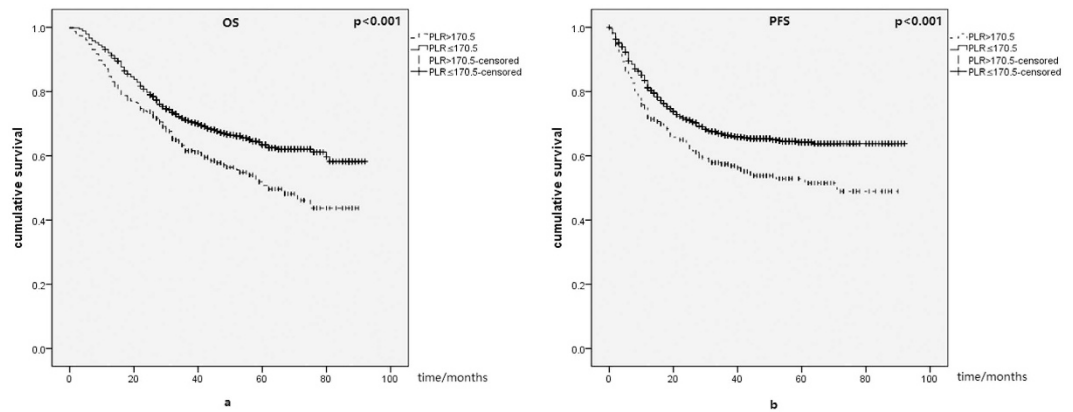 OS
p<0.001
PLR>170.5
PLR≤170.5
PLR>170.5-censored
PLR≤170.5-censored
1.0
0.8
0.6
0.4
0.2
0.0
cumulative survival
0 20 40 60 80 100
time/months
a
PFS
p<0.001
PLR>170.5
PLR≤170.5
PLR>170.5-censored
PLR≤170.5-censored
1.0
0.8
0.6
0.4
0.2
0.0
cumulative survival
0 20 40 60 80 100
time/months
b